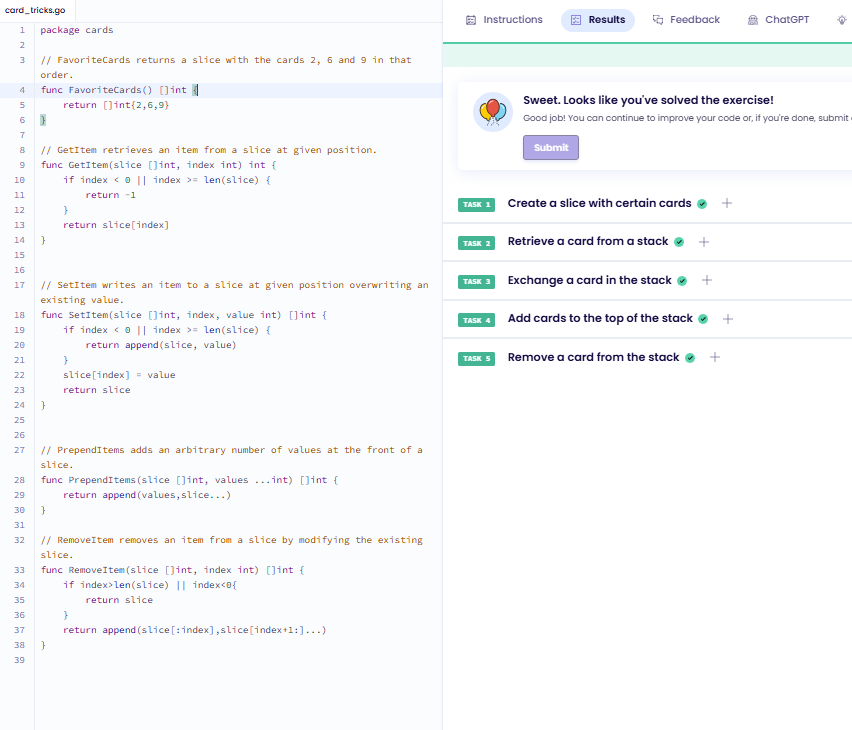 card_tricks.go
1 package cards
2
3 // FavoriteCards returns a slice with the cards 2, 6 and 9 in that
order.
4 func FavoriteCards() []int {
5     return []int{2,6,9}
6 }
7
8 // GetItem retrieves an item from a slice at given position.
9 func GetItem(slice []int, index int) int {
10     if index < 0 || index >= len(slice) {
11         return -1
12     }
13     return slice[index]
14 }
15
16
17 // SetItem writes an item to a slice at given position overwriting an
existing value.
18 func SetItem(slice []int, index, value int) []int {
19     if index < 0 || index >= len(slice) {
20         return append(slice, value)
21     }
22     slice[index] = value
23     return slice
24 }
25
26
27 // PrependItems adds an arbitrary number of values at the front of a
slice.
28 func PrependItems(slice []int, values ...int) []int {
29     return append(values,slice...)
30 }
31
32 // RemoveItem removes an item from a slice by modifying the existing
slice.
33 func RemoveItem(slice []int, index int) []int {
34     if index>len(slice) || index<0{
35         return slice
36     }
37     return append(slice[:index],slice[index+1:]...)
38 }
39
Instructions Results Feedback ChatGPT
Sweet. Looks like you've solved the exercise!
Good job! You can continue to improve your code or, if you're done, submit
Submit
TASK 1 Create a slice with certain cards
TASK 2 Retrieve a card from a stack
TASK 3 Exchange a card in the stack
TASK 4 Add cards to the top of the stack
TASK 5 Remove a card from the stack